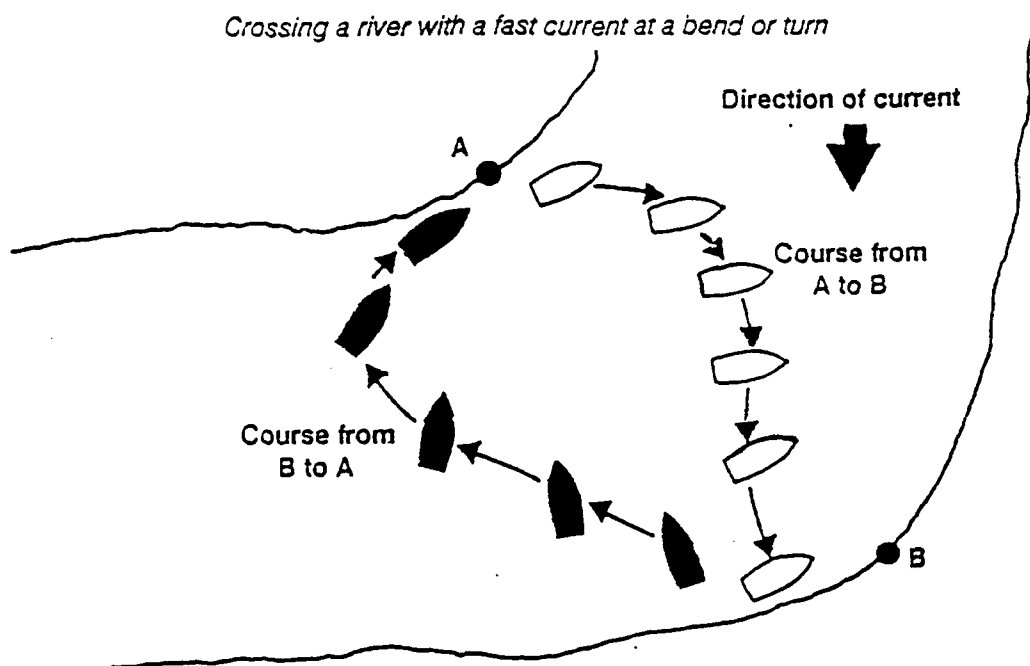 Crossing a river with a fast current at a bend or turn
Direction of current
A
Course from
A to B
Course from
B to A
B